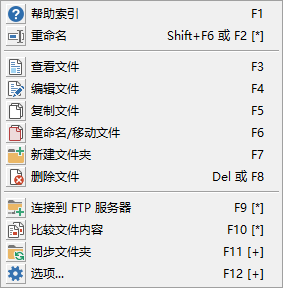 帮助索引 F1
重命名 Shift+F6 或 F2 [*]
查看文件 F3
编辑文件 F4
复制文件 F5
重命名/移动文件 F6
新建文件夹 F7
删除文件 Del 或 F8
连接到 FTP 服务器 F9 [*]
比较文件内容 F10 [*]
同步文件夹 F11 [+]
选项... F12 [+]